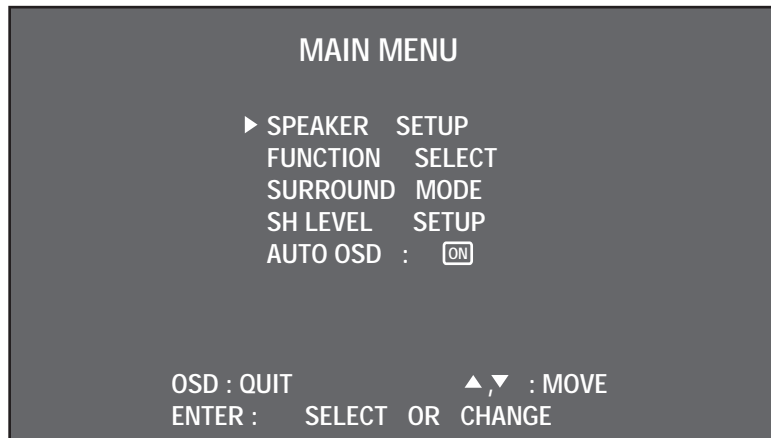 MAIN MENU
▶ SPEAKER SETUP
FUNCTION SELECT
SURROUND MODE
SH LEVEL SETUP
AUTO OSD : ON
OSD : QUIT ▲,▼ : MOVE
ENTER : SELECT OR CHANGE